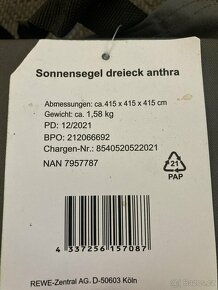 Sonnensegel dreieck anthra
Abmessungen: ca. 415 x 415 x 415 cm
Gewicht: ca. 1,58 kg
PD: 12/2021
BPO: 212066692
Chargen-Nr.: 8540520522021
NAN 7957787
21
PAP
4 337256 157087
REWE-Zentral AG. D-50603 Köln